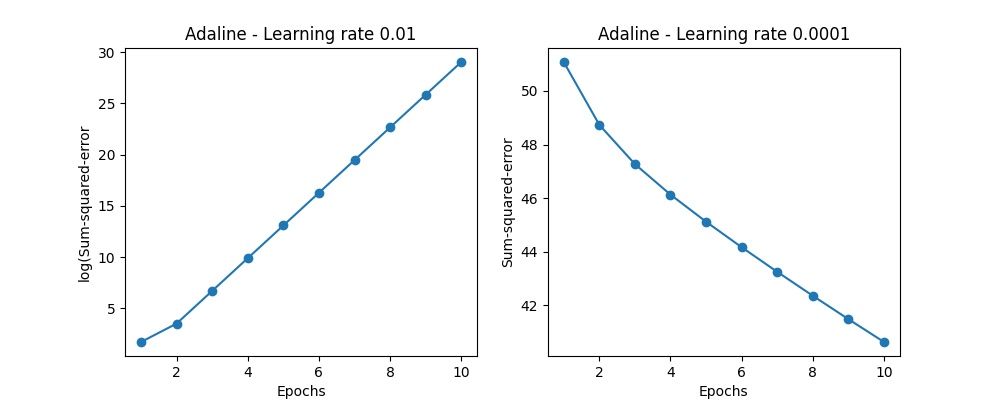 Adaline - Learning rate 0.01
log(Sum-squared-error)
30
25
20
15
10
5
2 4 6 8 10
Epochs
Adaline - Learning rate 0.0001
Sum-squared-error
50
48
46
44
42
2 4 6 8 10
Epochs